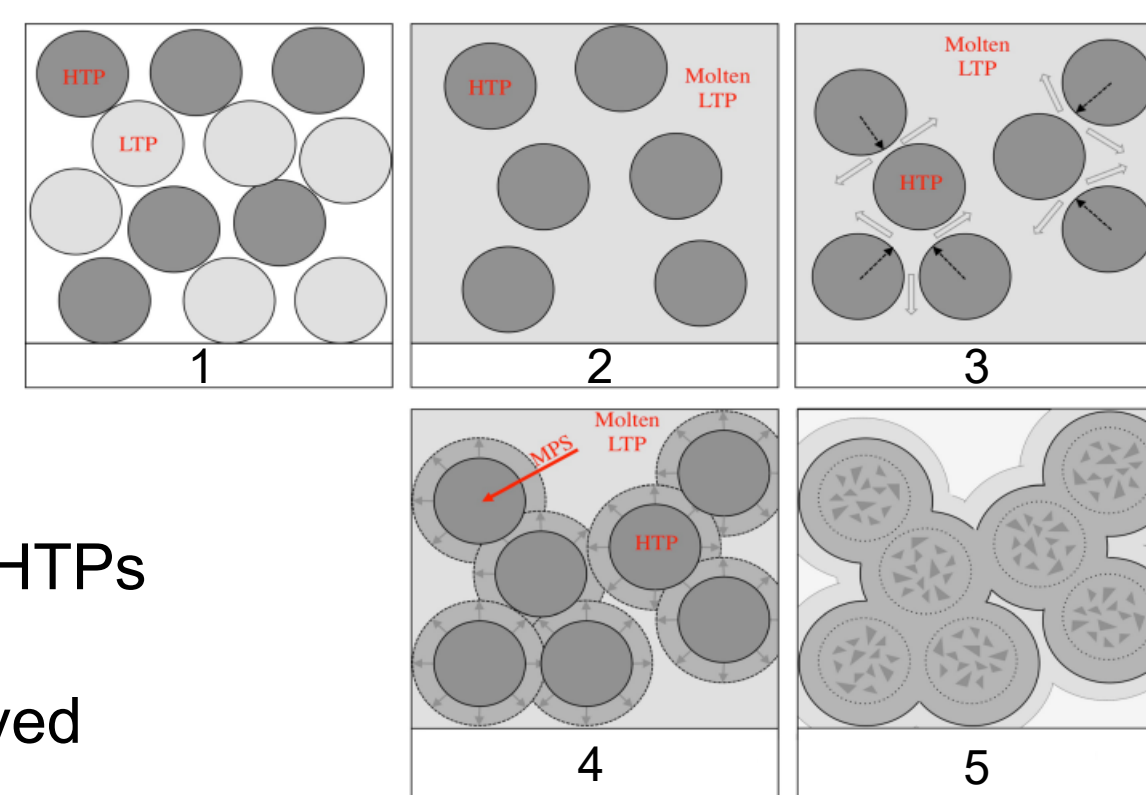 HTP
LTP
1
HTP
Molten
LTP
2
Molten
LTP
HTP
3
HTPs
ved
MPS
Molten
LTP
HTP
4
5